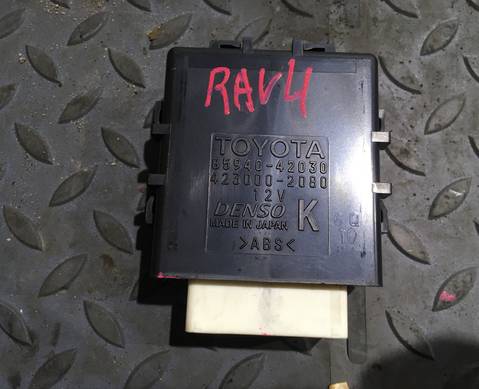 RAV4
TOYOTA
85940-42030
423000-2080
12V
DENSO
MADE IN JAPAN
K
>ABS<